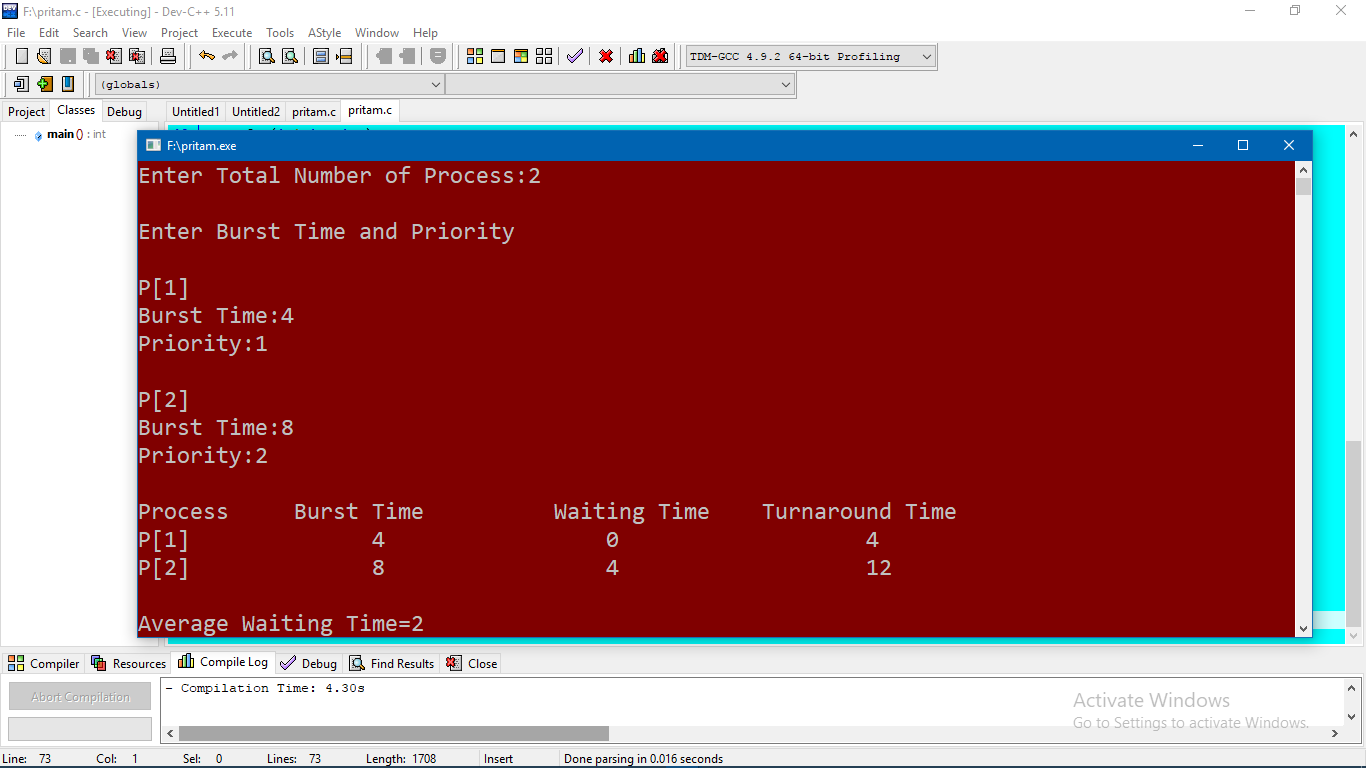 F:\pritam.c - [Executing] - Dev-C++ 5.11
File Edit Search View Project Execute Tools AStyle Window Help
TDM-GCC 4.9.2 64-bit Profiling
(globals)
Project Classes Debug Untitled1 Untitled2 pritam.c pritam.c
main () : int
F:\pritam.exe
Enter Total Number of Process:2
Enter Burst Time and Priority
P[1]
Burst Time:4
Priority:1
P[2]
Burst Time:8
Priority:2
Process Burst Time Waiting Time Turnaround Time
P[1] 4 0 4
P[2] 8 4 12
Average Waiting Time=2
Compiler Resources Compile Log Debug Find Results Close
Abort Compilation
- Compilation Time: 4.30s
Activate Windows
Go to Settings to activate Windows.
Line: 73 Col: 1 Sel: 0 Lines: 73 Length: 1708 Insert Done parsing in 0.016 seconds